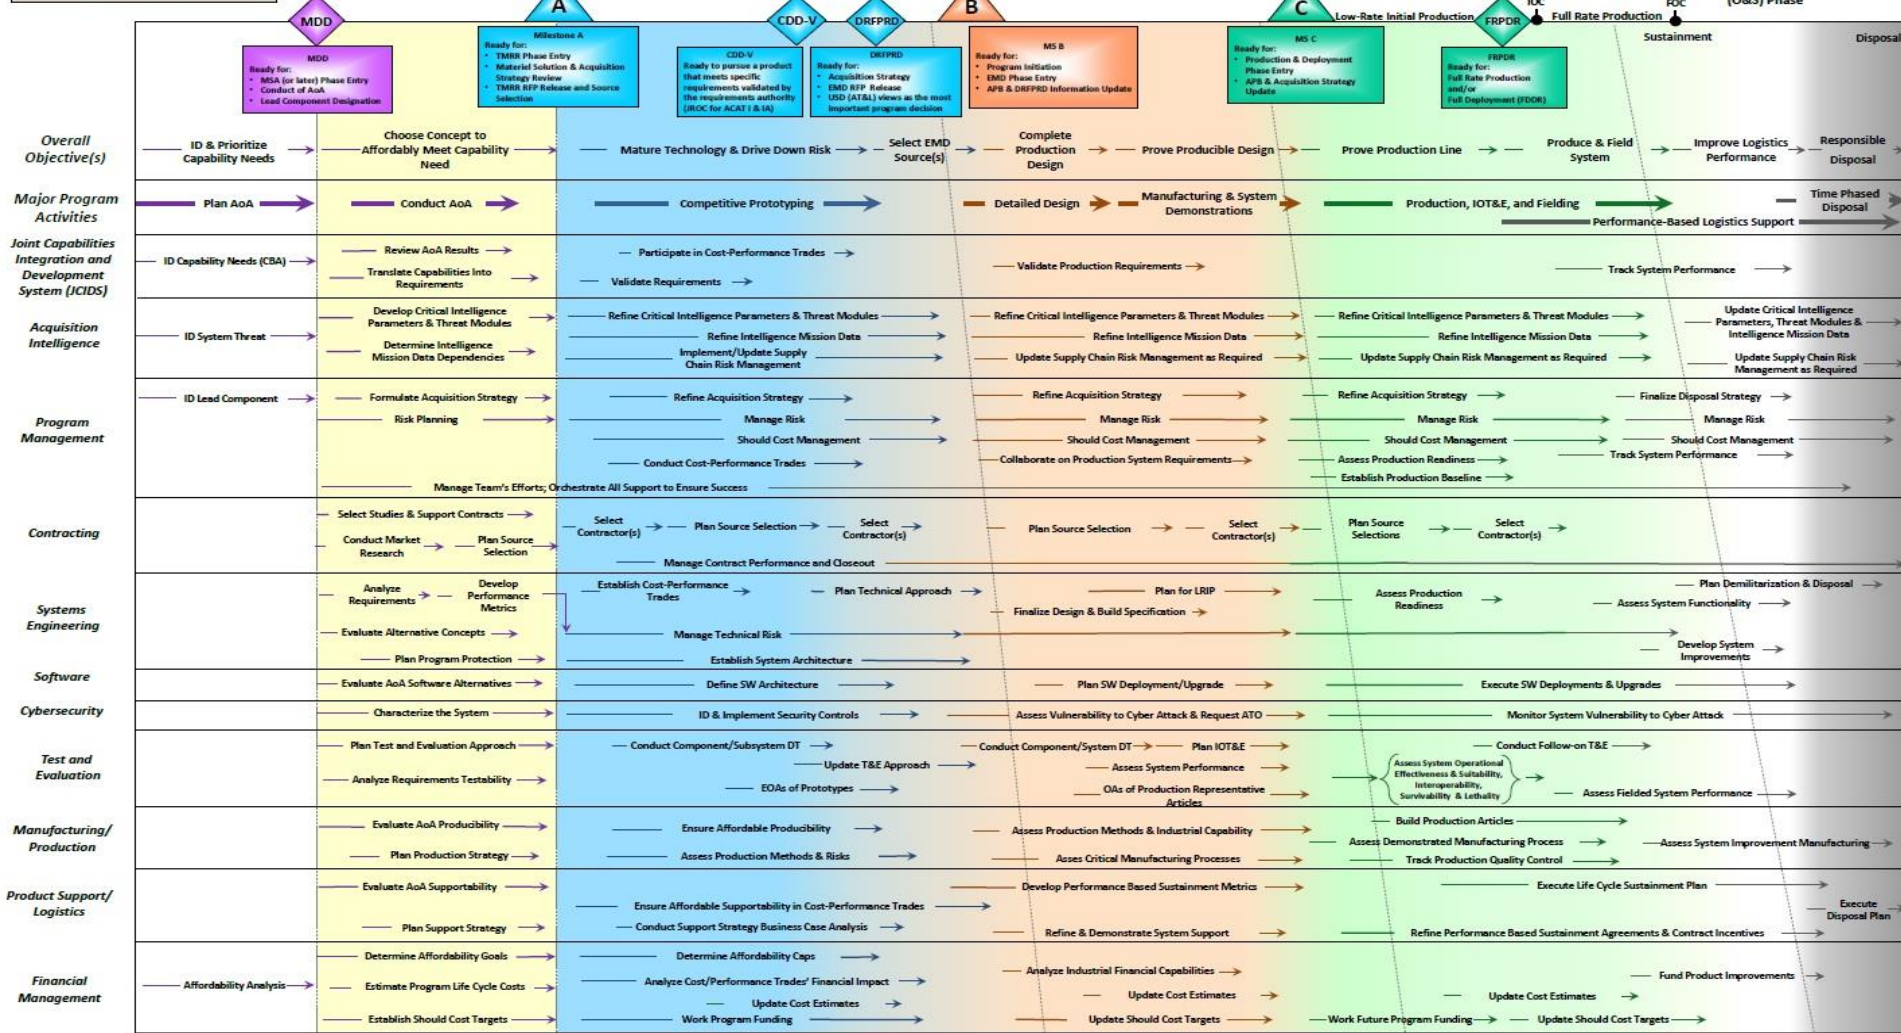 A
B
C
IOC
FOC
(O&S) Phase
MDD
CDD-V
DRFPRD
Low-Rate Initial Production
FRPDR
Full Rate Production
Sustainment
Disposal
MDD
Ready for:
• MSA (or later) Phase Entry
• Conduct of AoA
• Lead Component Designation
Milestone A
Ready for:
• TMRR Phase Entry
• Materiel Solution & Acquisition
Strategy Review
• TMRR RFP Release and Source
Selection
CDD-V
Ready to pursue a product
that meets specific
requirements validated by
the requirements authority
(JROC for ACAT I & IA)
DRFPRD
Ready for:
• Acquisition Strategy
• EMD RFP Release
• USD (AT&L) views as the most
important program decision
MS B
Ready for:
• Program Initiation
• EMD Phase Entry
• APB & DRFPRD Information Update
MS C
Ready for:
• Production & Deployment
Phase Entry
• APB & Acquisition Strategy
Update
FRPDR
Ready for:
Full Rate Production
and/or
Full Deployment (FDDR)
Overall
Objective(s)
ID & Prioritize
Capability Needs
Choose Concept to
Affordably Meet Capability
Need
Mature Technology & Drive Down Risk
Select EMD
Source(s)
Complete
Production
Design
Prove Producible Design
Prove Production Line
Produce & Field
System
Improve Logistics
Performance
Responsible
Disposal
Major Program
Activities
Plan AoA
Conduct AoA
Competitive Prototyping
Detailed Design
Manufacturing & System
Demonstrations
Production, IOT&E, and Fielding
Performance-Based Logistics Support
Time Phased
Disposal
Joint Capabilities
Integration and
Development
System (JCIDS)
ID Capability Needs (CBA)
Review AoA Results
Translate Capabilities Into
Requirements
Participate in Cost-Performance Trades
Validate Requirements
Validate Production Requirements
Track System Performance
Acquisition
Intelligence
ID System Threat
Develop Critical Intelligence
Parameters & Threat Modules
Determine Intelligence
Mission Data Dependencies
Refine Critical Intelligence Parameters & Threat Modules
Refine Intelligence Mission Data
Implement/Update Supply
Chain Risk Management
Refine Critical Intelligence Parameters & Threat Modules
Refine Intelligence Mission Data
Update Supply Chain Risk Management as Required
Refine Critical Intelligence Parameters & Threat Modules
Refine Intelligence Mission Data
Update Supply Chain Risk Management as Required
Update Critical Intelligence
Parameters, Threat Modules &
Intelligence Mission Data
Update Supply Chain Risk
Management as Required
Program
Management
ID Lead Component
Formulate Acquisition Strategy
Risk Planning
Refine Acquisition Strategy
Manage Risk
Should Cost Management
Conduct Cost-Performance Trades
Manage Team's Efforts; Orchestrate All Support to Ensure Success
Refine Acquisition Strategy
Manage Risk
Should Cost Management
Collaborate on Production System Requirements
Refine Acquisition Strategy
Manage Risk
Should Cost Management
Assess Production Readiness
Establish Production Baseline
Finalize Disposal Strategy
Manage Risk
Should Cost Management
Track System Performance
Contracting
Select Studies & Support Contracts
Conduct Market
Research
Plan Source
Selection
Select
Contractor(s)
Plan Source Selection
Select
Contractor(s)
Manage Contract Performance and Closeout
Plan Source Selection
Select
Contractor(s)
Plan Source
Selections
Select
Contractor(s)
Systems
Engineering
Analyze
Requirements
Develop
Performance
Metrics
Evaluate Alternative Concepts
Plan Program Protection
Establish Cost-Performance
Trades
Plan Technical Approach
Manage Technical Risk
Establish System Architecture
Plan for LRIP
Finalize Design & Build Specification
Assess Production
Readiness
Plan Demilitarization & Disposal
Assess System Functionality
Develop System
Improvements
Software
Evaluate AoA Software Alternatives
Define SW Architecture
Plan SW Deployment/Upgrade
Execute SW Deployments & Upgrades
Cybersecurity
Characterize the System
ID & Implement Security Controls
Assess Vulnerability to Cyber Attack & Request ATO
Monitor System Vulnerability to Cyber Attack
Test and
Evaluation
Plan Test and Evaluation Approach
Analyze Requirements Testability
Conduct Component/Subsystem DT
Update T&E Approach
EOAs of Prototypes
Conduct Component/System DT
Plan IOT&E
Assess System Performance
OAs of Production Representative
Articles
Conduct Follow-on T&E
Assess System Operational
Effectiveness & Suitability,
Interoperability,
Survivability & Lethality
Assess Fielded System Performance
Manufacturing/
Production
Evaluate AoA Producibility
Plan Production Strategy
Ensure Affordable Producibility
Assess Production Methods & Risks
Assess Production Methods & Industrial Capability
Asses Critical Manufacturing Processes
Build Production Articles
Assess Demonstrated Manufacturing Process
Track Production Quality Control
Assess System Improvement Manufacturing
Product Support/
Logistics
Evaluate AoA Supportability
Plan Support Strategy
Ensure Affordable Supportability in Cost-Performance Trades
Conduct Support Strategy Business Case Analysis
Develop Performance Based Sustainment Metrics
Refine & Demonstrate System Support
Execute Life Cycle Sustainment Plan
Refine Performance Based Sustainment Agreements & Contract Incentives
Execute
Disposal Plan
Financial
Management
Affordability Analysis
Determine Affordability Goals
Estimate Program Life Cycle Costs
Establish Should Cost Targets
Determine Affordability Caps
Analyze Cost/Performance Trades' Financial Impact
Update Cost Estimates
Work Program Funding
Analyze Industrial Financial Capabilities
Update Cost Estimates
Update Should Cost Targets
Fund Product Improvements
Update Cost Estimates
Work Future Program Funding
Update Should Cost Targets